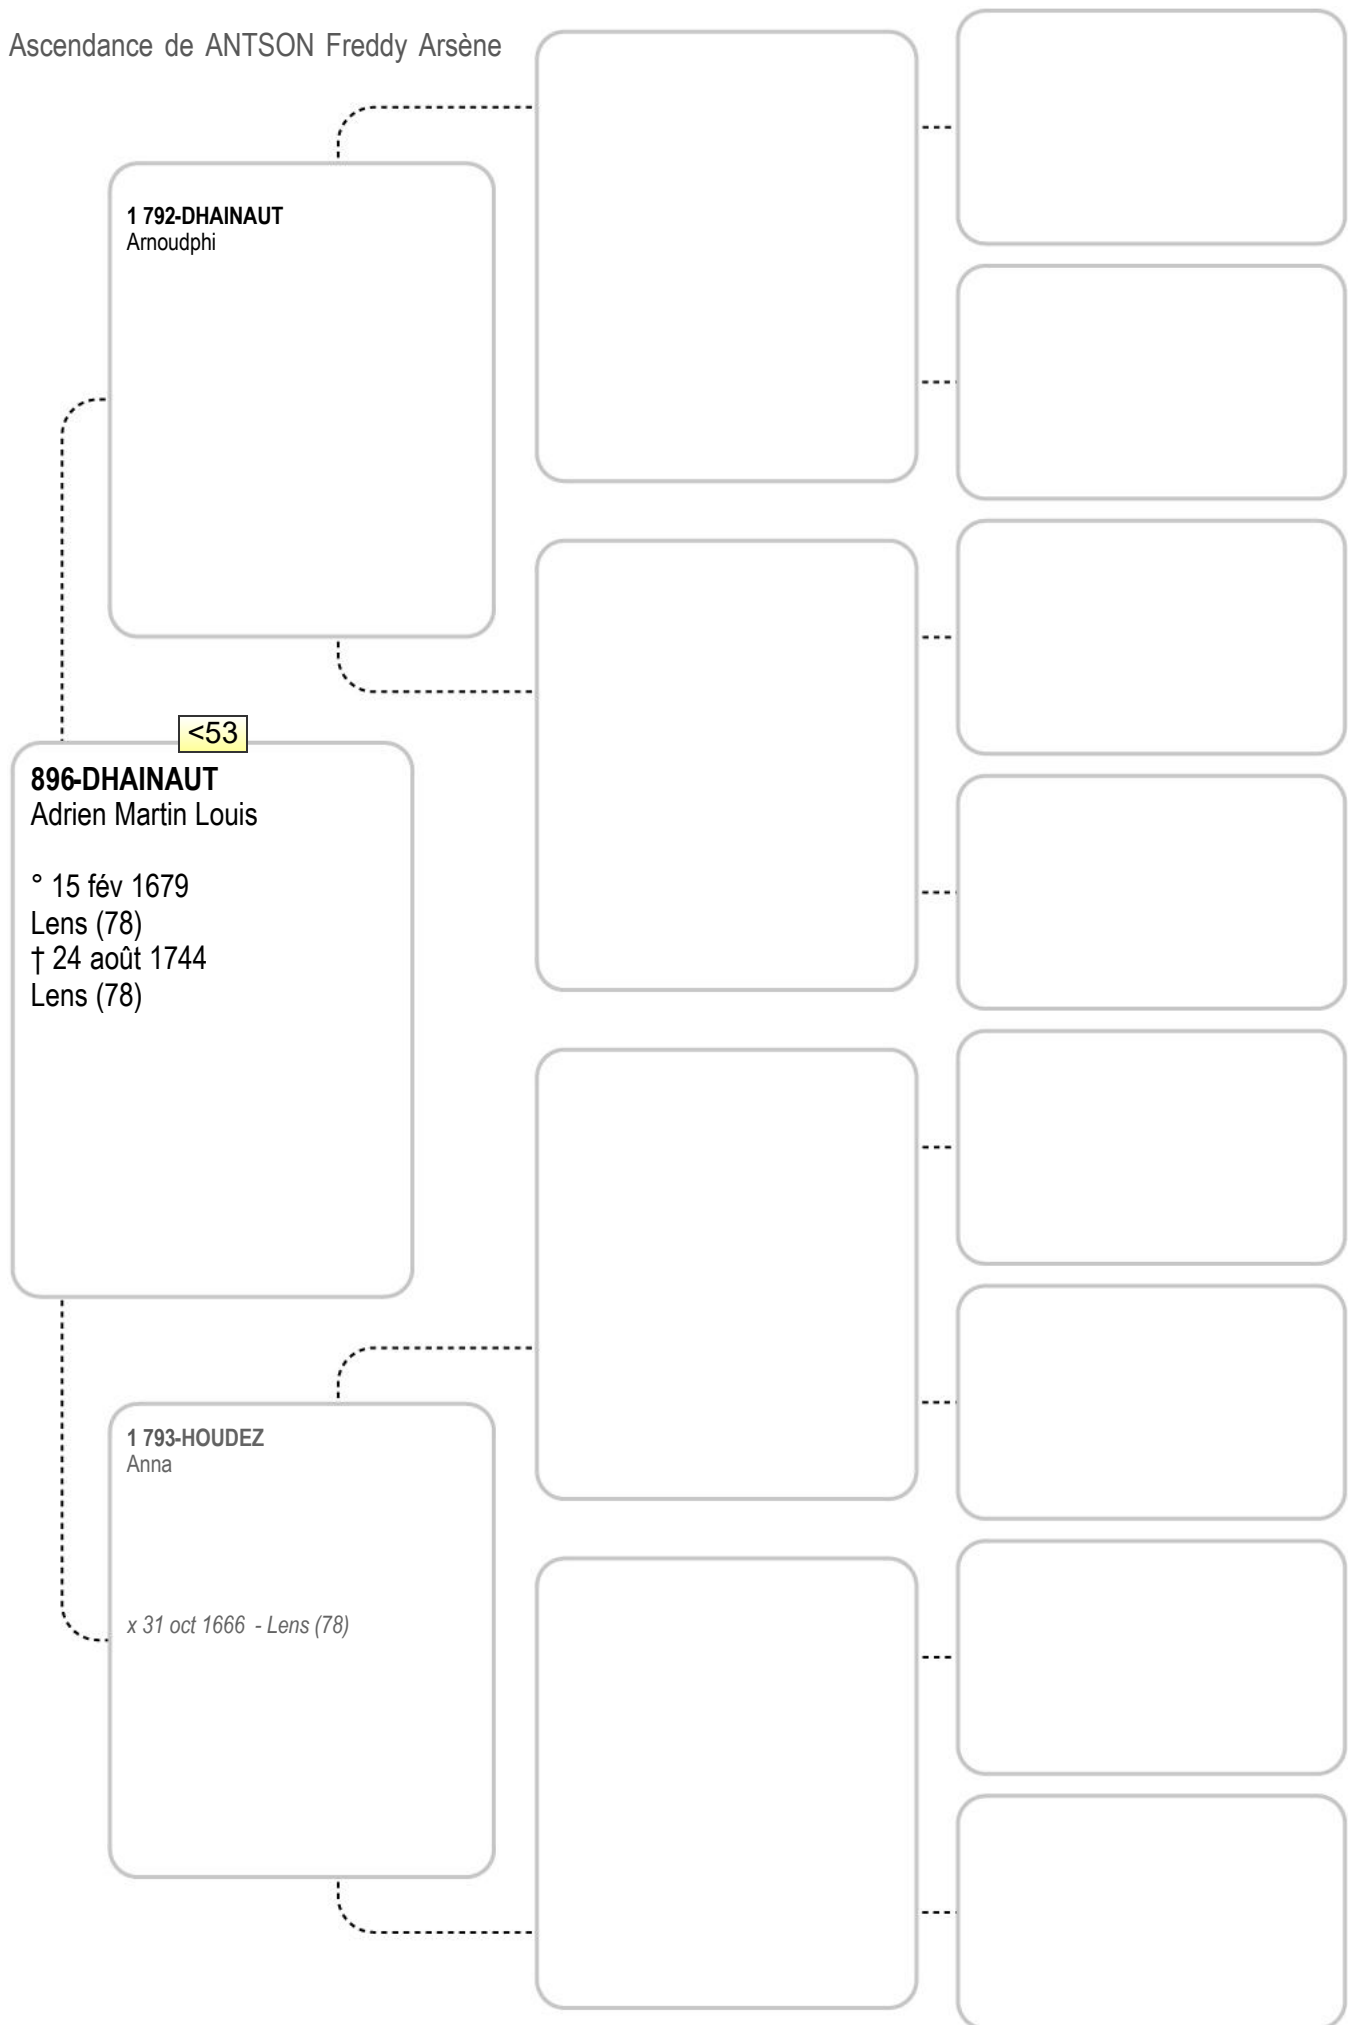 Ascendance de ANTSON Freddy Arsène
1 792-DHAINAUT
Arnoudphi
<53
896-DHAINAUT
Adrien Martin Louis
° 15 fév 1679
Lens (78)
† 24 août 1744
Lens (78)
1 793-HOUDEZ
Anna
x 31 oct 1666 - Lens (78)